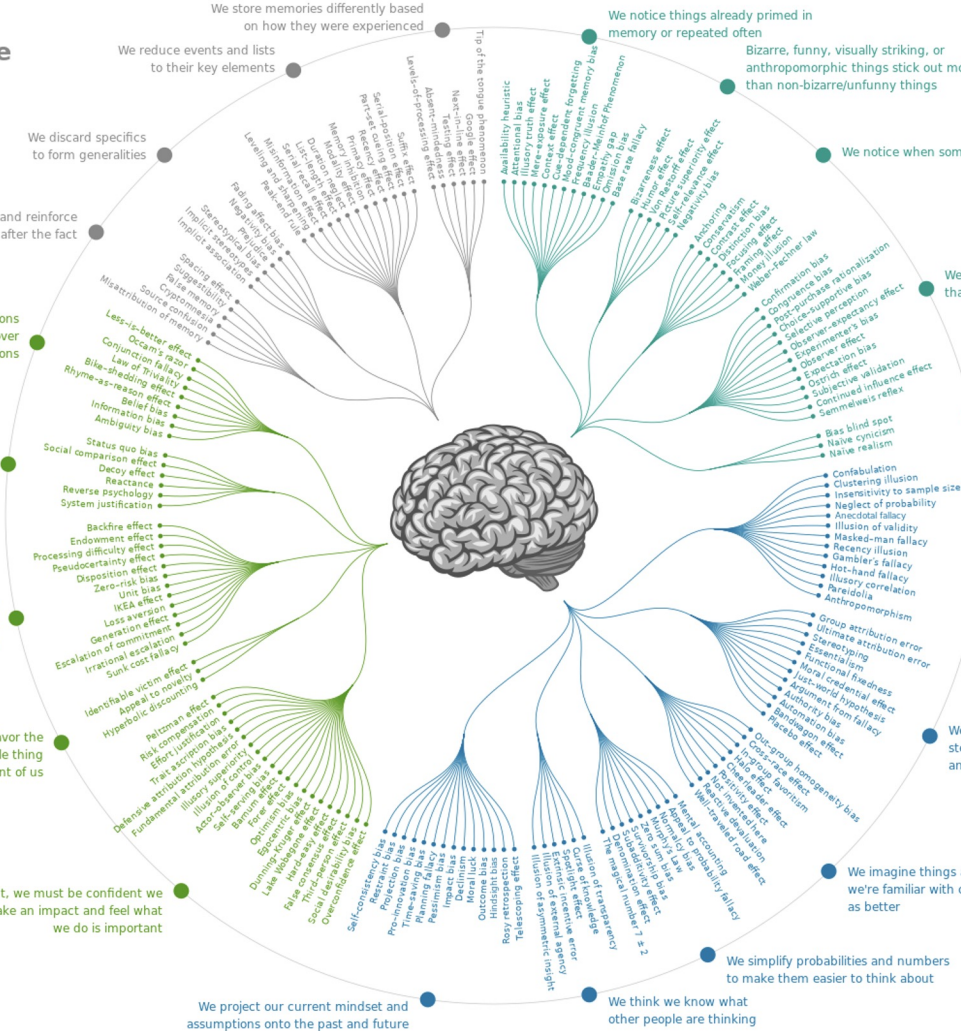 e
We store memories differently based
on how they were experienced
We reduce events and lists
to their key elements
We discard specifics
to form generalities
and reinforce
after the fact
We notice things already primed in
memory or repeated often
Bizarre, funny, visually striking, or
anthropomorphic things stick out mo
than non-bizarre/unfunny things
We notice when som
We
tha
Tip of the tongue phenomenon
Google effect
Next-in-line effect
Testing effect
Absent-mindedness
Levels-of-processing effect
Suffix effect
Serial-position effect
Part-set cueing effect
Recency effect
Primacy effect
Memory inhibition
Modality effect
Duration neglect
List-length effect
Serial recall effect
Misinformation effect
Leveling and sharpening
Peak-end rule
Fading affect bias
Negativity bias
Prejudice
Stereotypical bias
Implicit stereotypes
Implicit association
Spacing effect
Suggestibility
False memory
Cryptomnesia
Source confusion
Misattribution of memory
Availability heuristic
Attentional bias
Illusory truth effect
Mere-exposure effect
Context effect
Cue-dependent forgetting
Mood-congruent memory bias
Frequency illusion
Baader-Meinhof Phenomenon
Empathy gap
Omission bias
Base rate fallacy
Bizarreness effect
Humor effect
Von Restorff effect
Picture superiority effect
Self-relevance effect
Negativity bias
Anchoring
Conservatism
Contrast effect
Distinction bias
Focusing effect
Framing effect
Money illusion
Weber-Fechner law
Confirmation bias
Congruence bias
Post-purchase rationalization
Choice-supportive bias
Selective perception
Observer-expectancy effect
Experimenter's bias
Observer effect
Expectation bias
Ostrich effect
Subjective validation
Continued influence effect
Semmelweis reflex
Bias blind spot
Naïve cynicism
Naïve realism
Confabulation
Clustering illusion
Insensitivity to sample size
Neglect of probability
Anecdotal fallacy
Illusion of validity
Masked-man fallacy
Recency illusion
Gambler's fallacy
Hot-hand fallacy
Illusory correlation
Pareidolia
Anthropomorphism
Group attribution error
Ultimate attribution error
Stereotyping
Essentialism
Functional fixedness
Moral credential effect
Just-world hypothesis
Argument from fallacy
Authority bias
Automation bias
Bandwagon effect
Placebo effect
Out-group homogeneity bias
Cross-race effect
In-group favoritism
Halo effect
Cheerleader effect
Positivity effect
Not invented here
Reactive devaluation
Well-traveled road effect
Mental accounting
Appeal to probability fallacy
Normalcy bias
Murphy's Law
Zero sum bias
Survivorship bias
Subadditivity effect
Denomination effect
The magical number 7 ± 2
Illusion of transparency
Curse of knowledge
Spotlight effect
Extrinsic incentive error
Illusion of external agency
Illusion of asymmetric insight
Telescoping effect
Rosy retrospection
Hindsight bias
Outcome bias
Moral luck
Declinism
Impact bias
Pessimism bias
Planning fallacy
Time-saving bias
Pro-innovation bias
Projection bias
Restraint bias
Self-consistency bias
Less-is-better effect
Occam's razor
Conjunction fallacy
Law of Triviality
Bike-shedding effect
Rhyme-as-reason effect
Belief bias
Information bias
Ambiguity bias
Status quo bias
Social comparison effect
Decoy effect
Reactance
Reverse psychology
System justification
Backfire effect
Endowment effect
Processing difficulty effect
Pseudocertainty effect
Disposition effect
Zero-risk bias
Unit bias
IKEA effect
Loss aversion
Generation effect
Escalation of commitment
Irrational escalation
Sunk cost fallacy
Identifiable victim effect
Appeal to novelty
Hyperbolic discounting
Peltzman effect
Risk compensation
Effort justification
Trait ascription bias
Defensive attribution hypothesis
Fundamental attribution error
Illusory superiority
Illusion of control
Actor-observer bias
Self-serving bias
Barnum effect
Forer effect
Optimism bias
Egocentric bias
Dunning-Kruger effect
Lake Wobegone effect
Hard-easy effect
False consensus effect
Third-person effect
Social desirability bias
Overconfidence effect
ons
over
ons
avor the
le thing
nt of us
t, we must be confident we
ake an impact and feel what
we do is important
We
sto
an
We imagine things
we're familiar with o
as better
We simplify probabilities and numbers
to make them easier to think about
We think we know what
other people are thinking
We project our current mindset and
assumptions onto the past and future